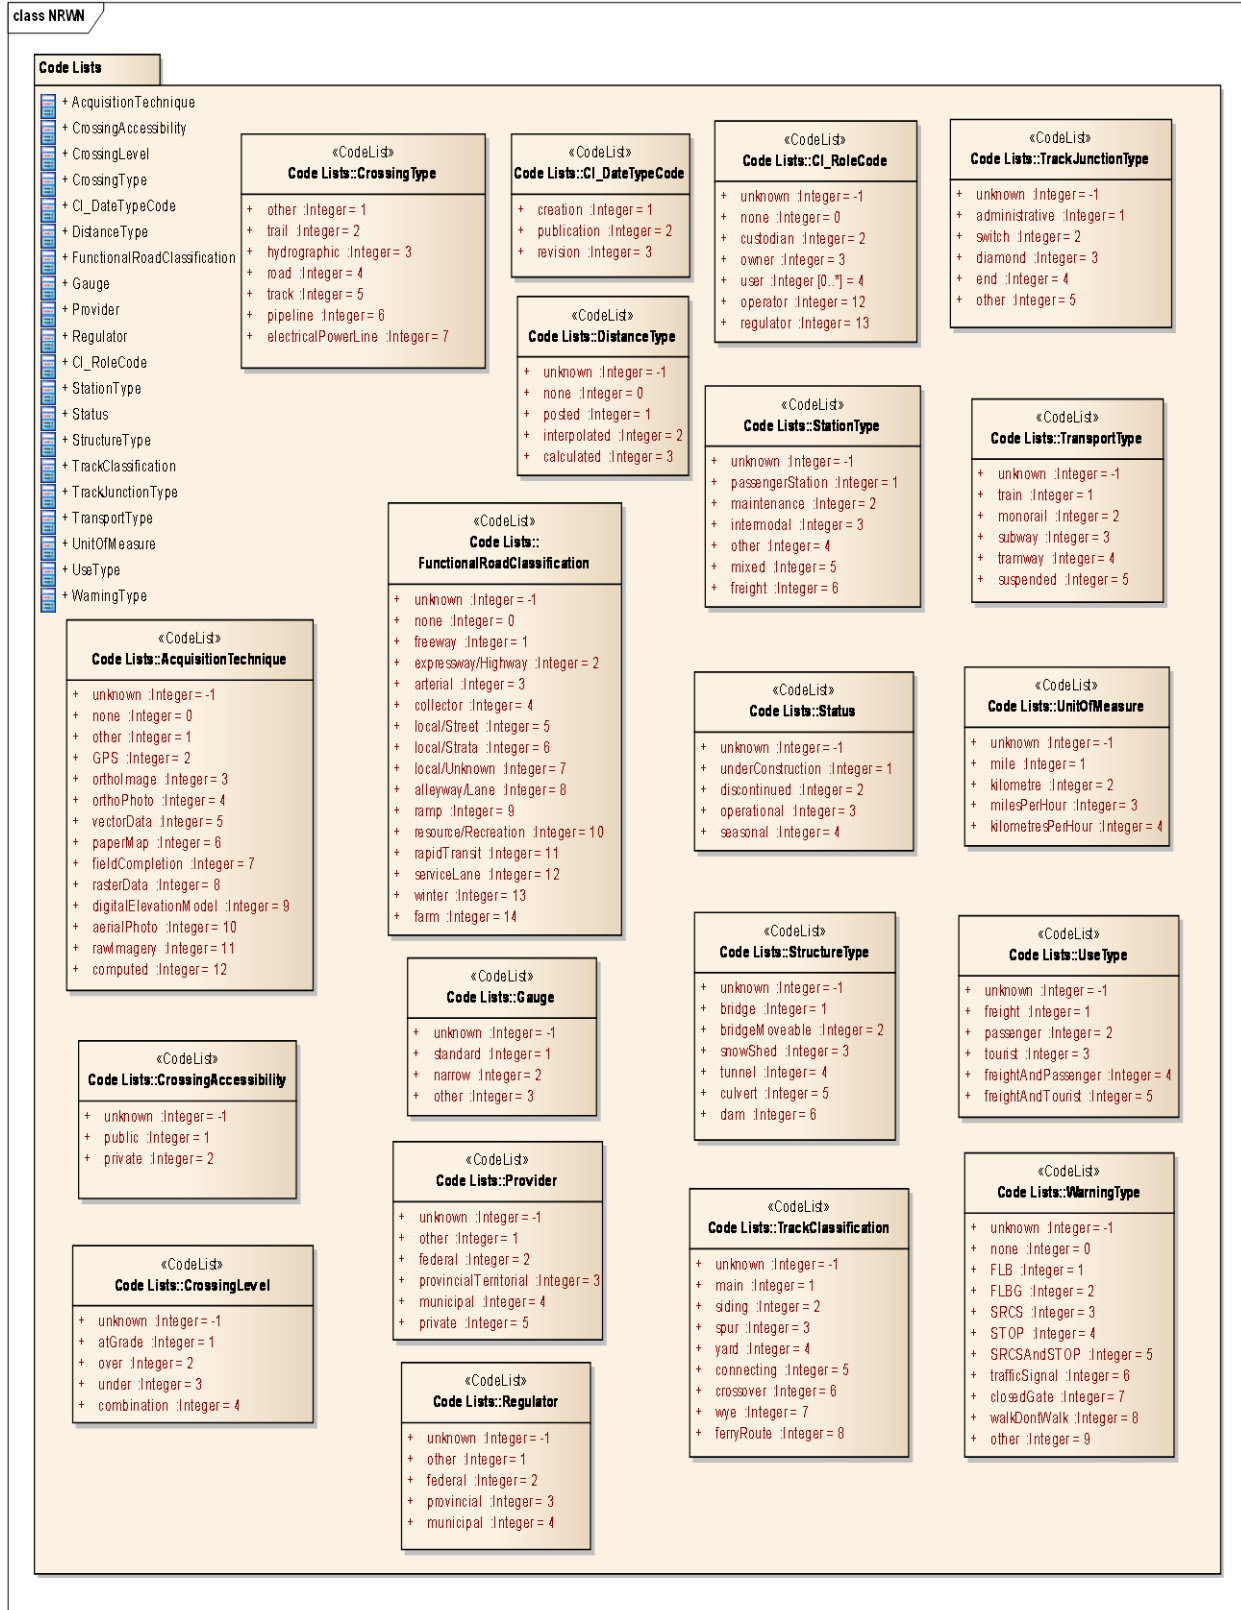 class NRWN
Code Lists
+ AcquisitionTechnique
+ CrossingAccessibility
+ CrossingLevel
+ CrossingType
+ CI_DateTypeCode
+ DistanceType
+ FunctionalRoadClassification
+ Gauge
+ Provider
+ Regulator
+ CI_RoleCode
+ StationType
+ Status
+ StructureType
+ TrackClassification
+ TrackJunctionType
+ TransportType
+ UnitOfMeasure
+ UseType
+ WarningType
«CodeList»
Code Lists::CrossingType
+ other :Integer = 1
+ trail :Integer = 2
+ hydrographic :Integer = 3
+ road :Integer = 4
+ track :Integer = 5
+ pipeline :Integer = 6
+ electricalPowerLine :Integer = 7
«CodeList»
Code Lists::CI_DateTypeCode
+ creation :Integer = 1
+ publication :Integer = 2
+ revision :Integer = 3
«CodeList»
Code Lists::CI_RoleCode
+ unknown :Integer = -1
+ none :Integer = 0
+ custodian :Integer = 2
+ owner :Integer = 3
+ user :Integer [0..*] = 4
+ operator :Integer = 12
+ regulator :Integer = 13
«CodeList»
Code Lists::TrackJunctionType
+ unknown :Integer = -1
+ administrative :Integer = 1
+ switch :Integer = 2
+ diamond :Integer = 3
+ end :Integer = 4
+ other :Integer = 5
«CodeList»
Code Lists::DistanceType
+ unknown :Integer = -1
+ none :Integer = 0
+ posted :Integer = 1
+ interpolated :Integer = 2
+ calculated :Integer = 3
«CodeList»
Code Lists::StationType
+ unknown :Integer = -1
+ passengerStation :Integer = 1
+ maintenance :Integer = 2
+ intermodal :Integer = 3
+ other :Integer = 4
+ mixed :Integer = 5
+ freight :Integer = 6
«CodeList»
Code Lists::TransportType
+ unknown :Integer = -1
+ train :Integer = 1
+ monorail :Integer = 2
+ subway :Integer = 3
+ tramway :Integer = 4
+ suspended :Integer = 5
«CodeList»
Code Lists::
FunctionalRoadClassification
+ unknown :Integer = -1
+ none :Integer = 0
+ freeway :Integer = 1
+ expressway/Highway :Integer = 2
+ arterial :Integer = 3
+ collector :Integer = 4
+ local/Street :Integer = 5
+ local/Strata :Integer = 6
+ local/Unknown :Integer = 7
+ alleyway/Lane :Integer = 8
+ ramp :Integer = 9
+ resource/Recreation :Integer = 10
+ rapidTransit :Integer = 11
+ serviceLane :Integer = 12
+ winter :Integer = 13
+ farm :Integer = 14
«CodeList»
Code Lists::AcquisitionTechnique
+ unknown :Integer = -1
+ none :Integer = 0
+ other :Integer = 1
+ GPS :Integer = 2
+ orthoImage :Integer = 3
+ orthoPhoto :Integer = 4
+ vectorData :Integer = 5
+ paperMap :Integer = 6
+ fieldCompletion :Integer = 7
+ rasterData :Integer = 8
+ digitalElevationModel :Integer = 9
+ aerialPhoto :Integer = 10
+ rawImagery :Integer = 11
+ computed :Integer = 12
«CodeList»
Code Lists::Status
+ unknown :Integer = -1
+ underConstruction :Integer = 1
+ discontinued :Integer = 2
+ operational :Integer = 3
+ seasonal :Integer = 4
«CodeList»
Code Lists::UnitOfMeasure
+ unknown :Integer = -1
+ mile :Integer = 1
+ kilometre :Integer = 2
+ milesPerHour :Integer = 3
+ kilometresPerHour :Integer = 4
«CodeList»
Code Lists::StructureType
+ unknown :Integer = -1
+ bridge :Integer = 1
+ bridgeMoveable :Integer = 2
+ snowShed :Integer = 3
+ tunnel :Integer = 4
+ culvert :Integer = 5
+ dam :Integer = 6
«CodeList»
Code Lists::UseType
+ unknown :Integer = -1
+ freight :Integer = 1
+ passenger :Integer = 2
+ tourist :Integer = 3
+ freightAndPassenger :Integer = 4
+ freightAndTourist :Integer = 5
«CodeList»
Code Lists::Gauge
+ unknown :Integer = -1
+ standard :Integer = 1
+ narrow :Integer = 2
+ other :Integer = 3
«CodeList»
Code Lists::CrossingAccessibility
+ unknown :Integer = -1
+ public :Integer = 1
+ private :Integer = 2
«CodeList»
Code Lists::Provider
+ unknown :Integer = -1
+ other :Integer = 1
+ federal :Integer = 2
+ provincialTerritorial :Integer = 3
+ municipal :Integer = 4
+ private :Integer = 5
«CodeList»
Code Lists::TrackClassification
+ unknown :Integer = -1
+ main :Integer = 1
+ siding :Integer = 2
+ spur :Integer = 3
+ yard :Integer = 4
+ connecting :Integer = 5
+ crossover :Integer = 6
+ wye :Integer = 7
+ ferryRoute :Integer = 8
«CodeList»
Code Lists::WarningType
+ unknown :Integer = -1
+ none :Integer = 0
+ FLB :Integer = 1
+ FLBG :Integer = 2
+ SRCS :Integer = 3
+ STOP :Integer = 4
+ SRCSAndSTOP :Integer = 5
+ trafficSignal :Integer = 6
+ closedGate :Integer = 7
+ walkDontWalk :Integer = 8
+ other :Integer = 9
«CodeList»
Code Lists::CrossingLevel
+ unknown :Integer = -1
+ atGrade :Integer = 1
+ over :Integer = 2
+ under :Integer = 3
+ combination :Integer = 4
«CodeList»
Code Lists::Regulator
+ unknown :Integer = -1
+ other :Integer = 1
+ federal :Integer = 2
+ provincial :Integer = 3
+ municipal :Integer = 4